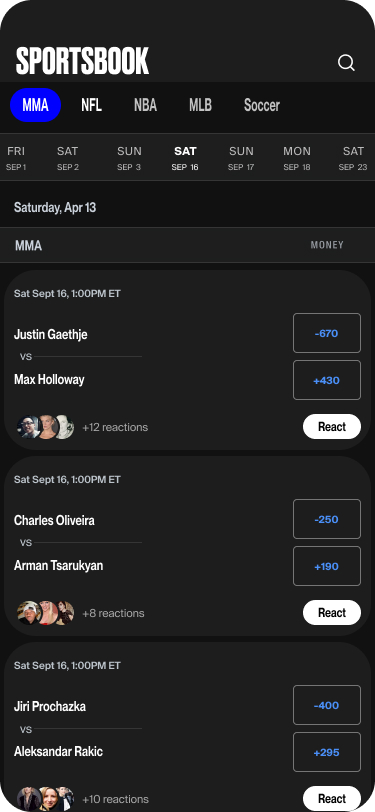 SPORTSBOOK
MMA NFL NBA MLB Soccer
FRI SAT SUN SAT SUN MON SAT
SEP 1 SEP 2 SEP 3 SEP 16 SEP 17 SEP 18 SEP 23
Saturday, Apr 13
MMA MONEY
Sat Sept 16, 1:00PM ET
Justin Gaethje -670
VS
Max Holloway +430
+12 reactions React
Sat Sept 16, 1:00PM ET
Charles Oliveira -250
VS
Arman Tsarukyan +190
+8 reactions React
Sat Sept 16, 1:00PM ET
Jiri Prochazka -400
VS
Aleksandar Rakic +295
+10 reactions React